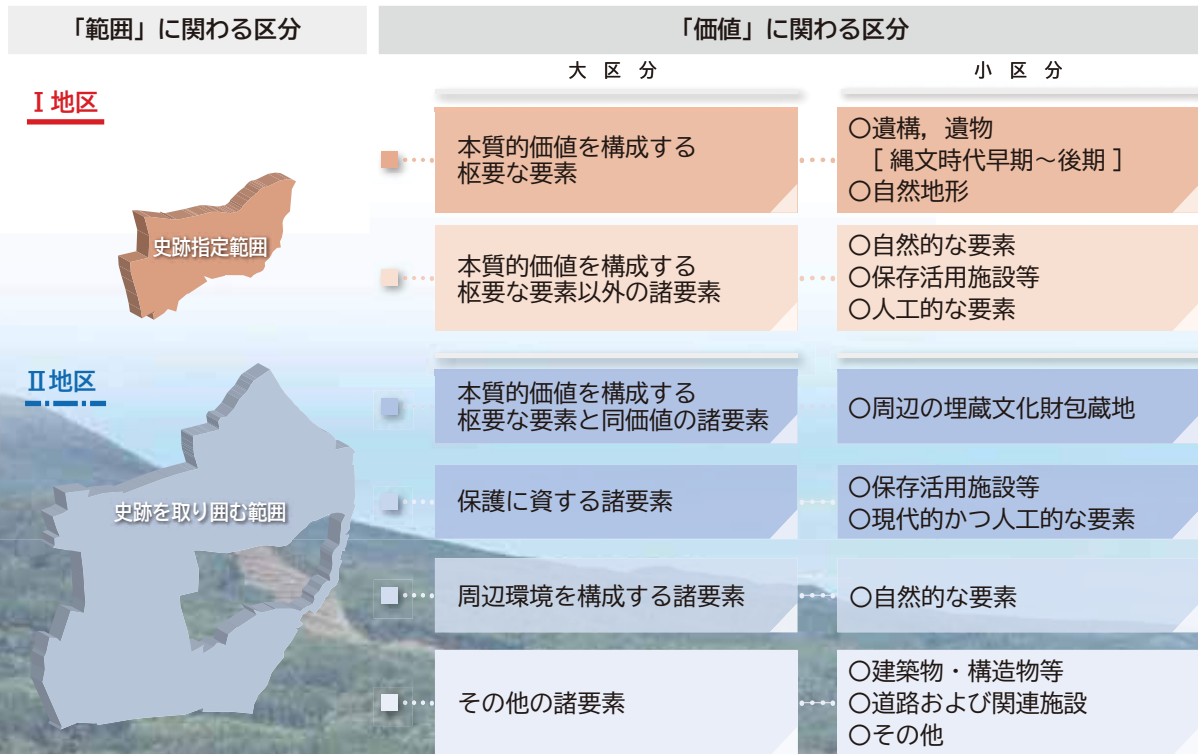 「範囲」に関わる区分
「価値」に関わる区分
大区分
小区分
Ⅰ地区
史跡指定範囲
本質的価値を構成する
枢要な要素
○遺構，遺物
［縄文時代早期～後期］
○自然地形
本質的価値を構成する
枢要な要素以外の諸要素
○自然的な要素
○保存活用施設等
○人工的な要素
Ⅱ地区
史跡を取り囲む範囲
本質的価値を構成する
枢要な要素と同価値の諸要素
○周辺の埋蔵文化財包蔵地
保護に資する諸要素
○保存活用施設等
○現代的かつ人工的な要素
周辺環境を構成する諸要素
○自然的な要素
その他の諸要素
○建築物・構造物等
○道路および関連施設
○その他